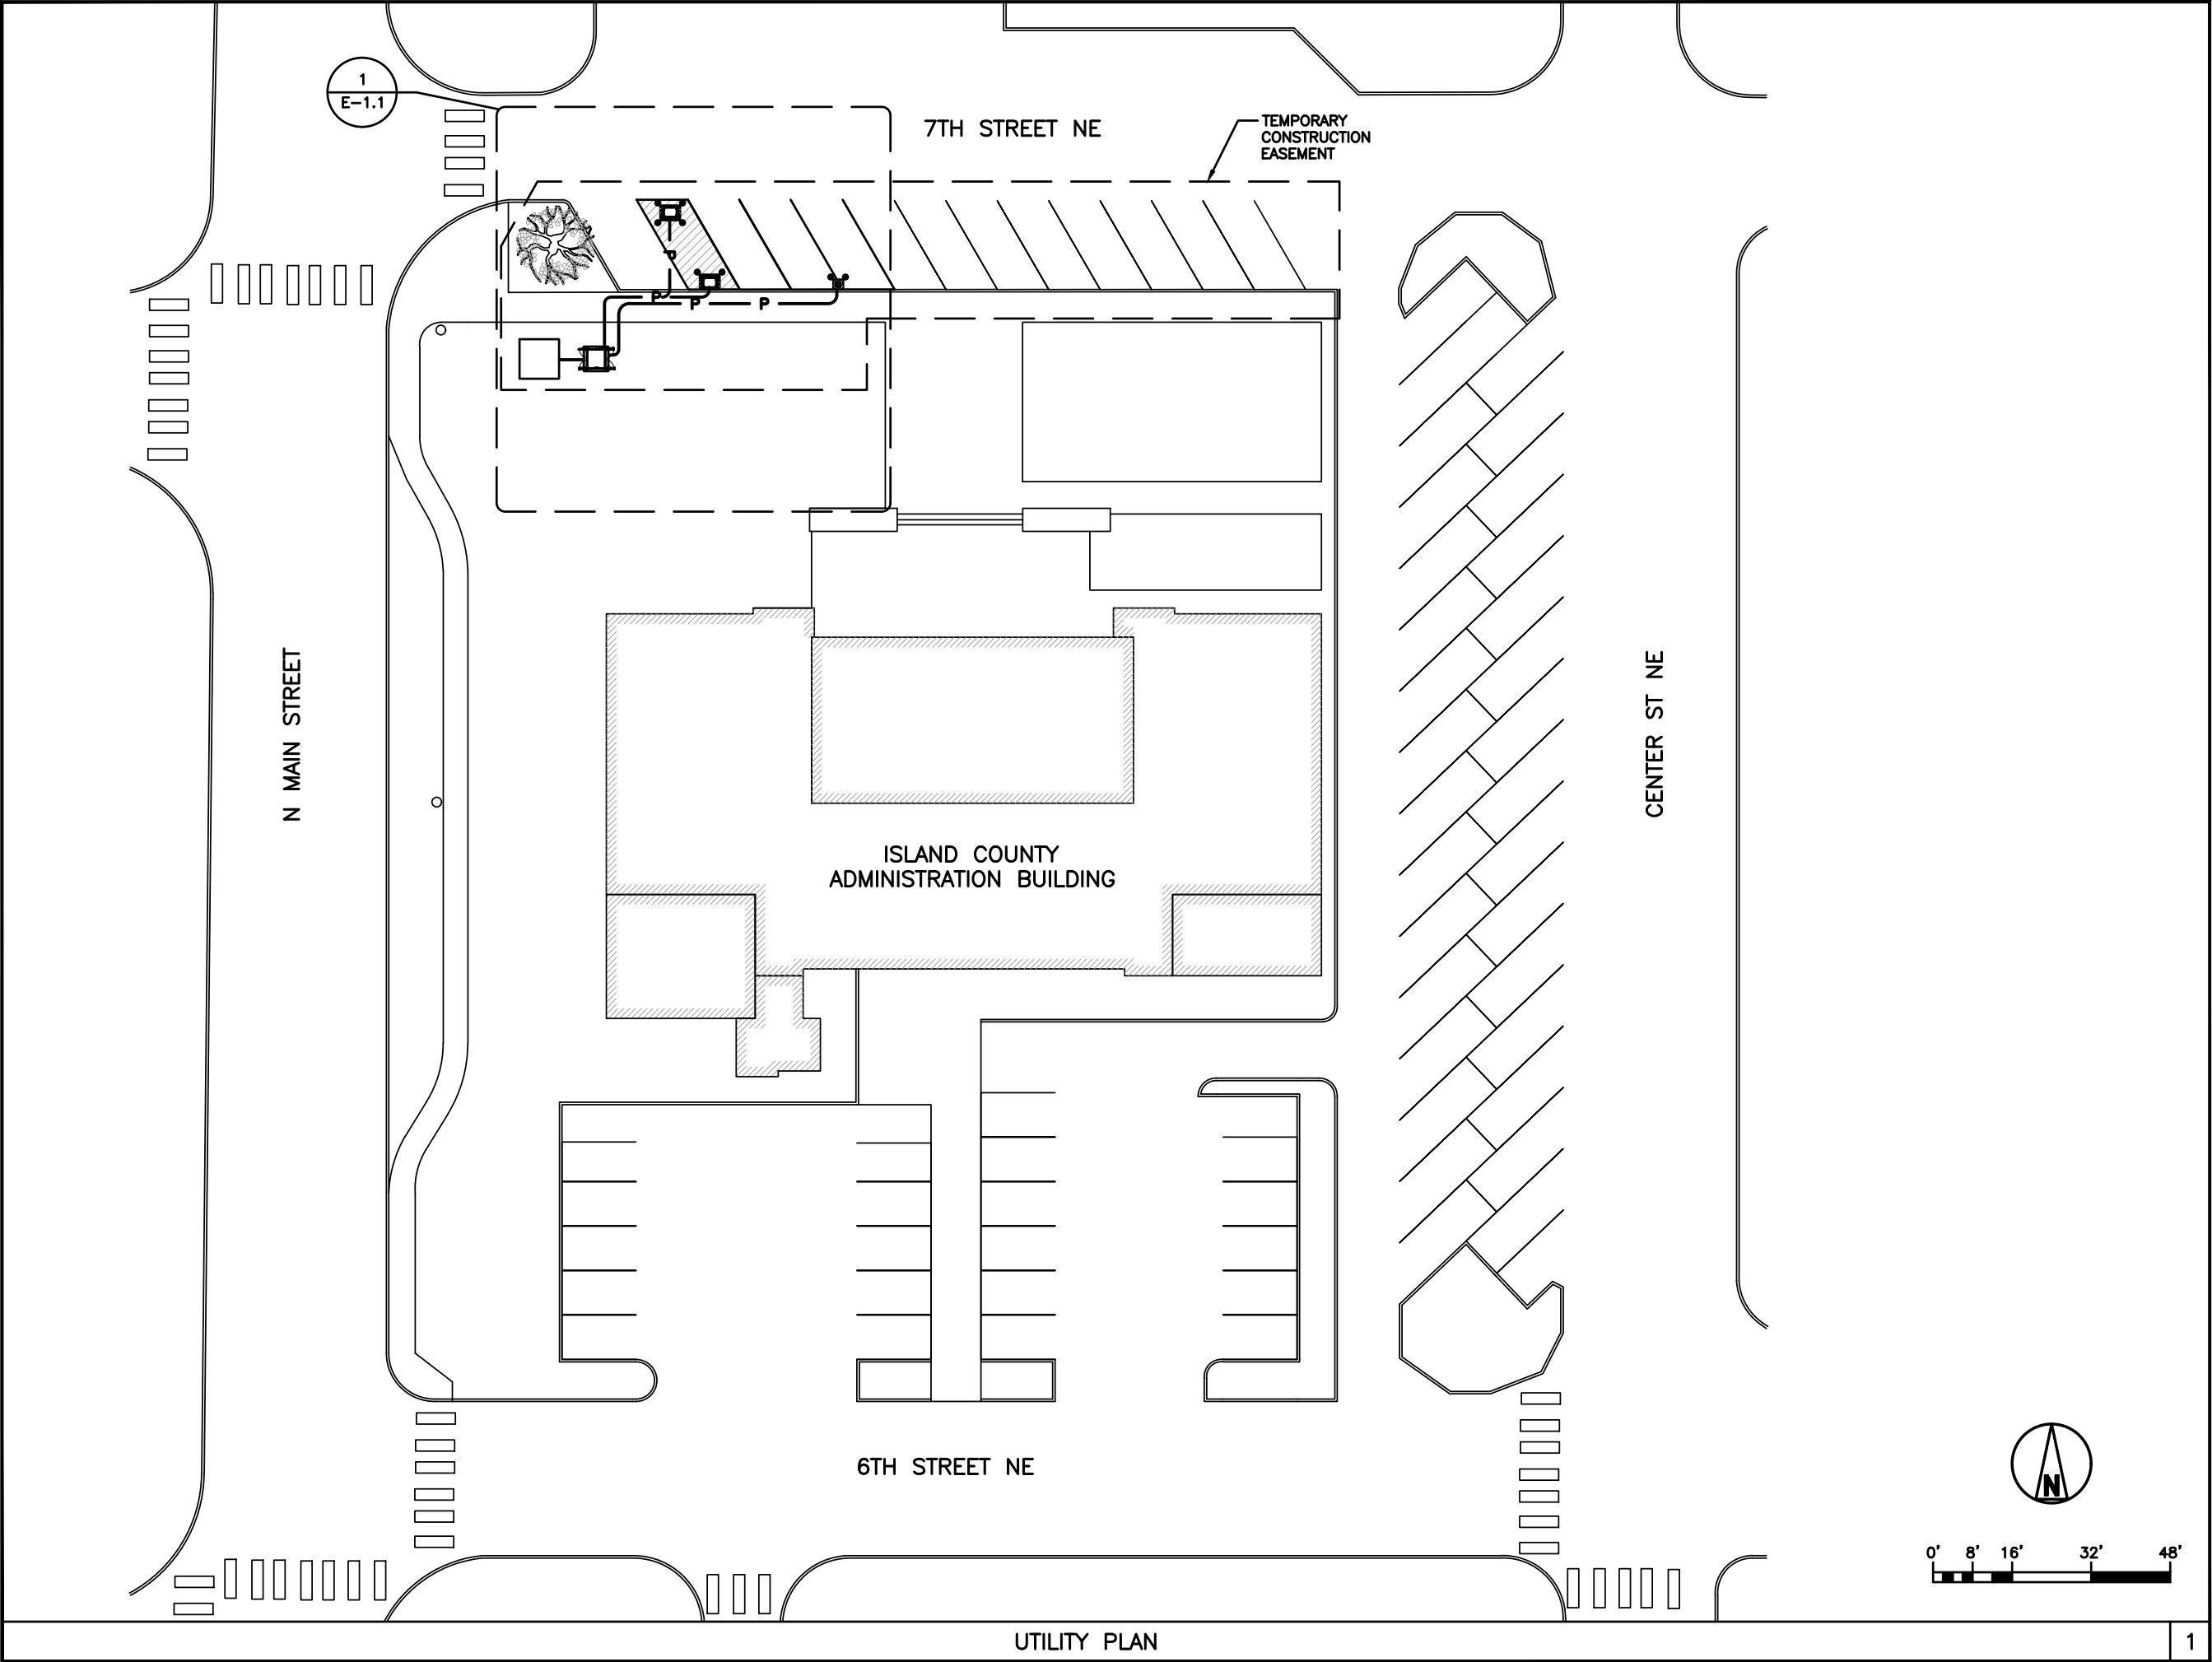 1
E-1.1
7TH STREET NE
TEMPORARY
CONSTRUCTION
EASEMENT
P
P
P
P
N MAIN STREET
CENTER ST NE
ISLAND COUNTY
ADMINISTRATION BUILDING
6TH STREET NE
N
0' 8' 16' 32' 48'
UTILITY PLAN
1